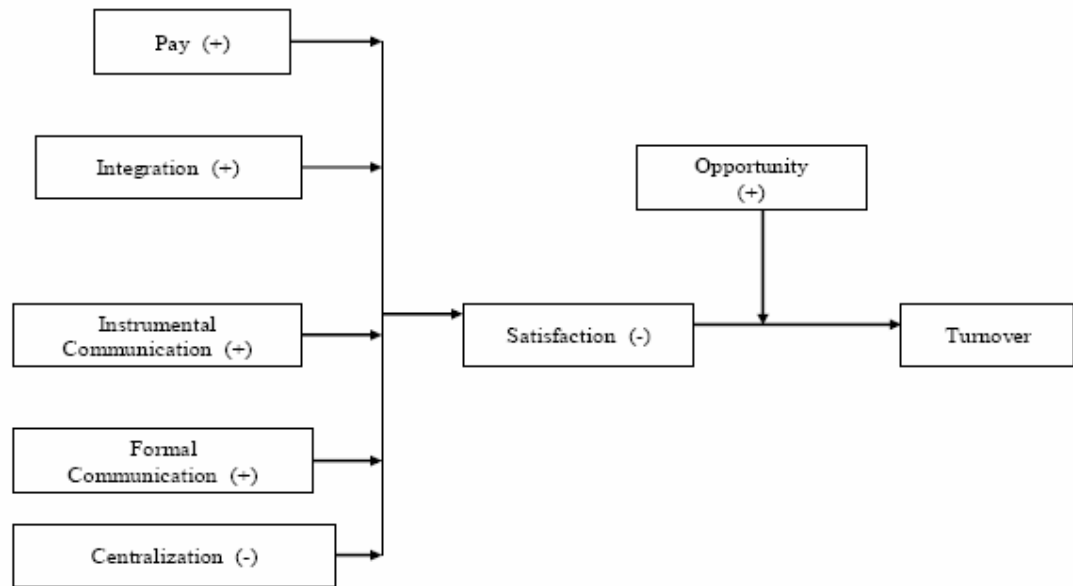 Pay (+)
Integration (+)
Opportunity
(+)
Instrumental
Communication (+)
Satisfaction (-)
Turnover
Formal
Communication (+)
Centralization (-)